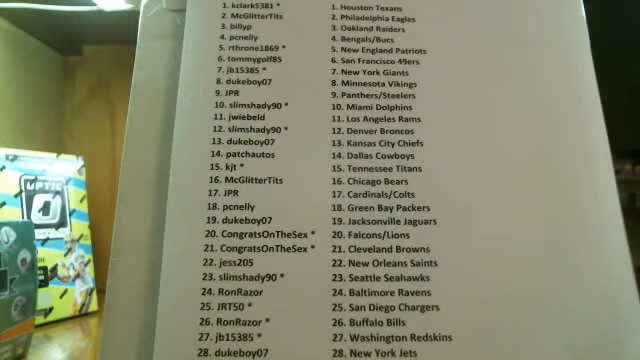 1. kclark5381 * 1. Houston Texans
2. McGlitterTits 2. Philadelphia Eagles
3. billyp 3. Oakland Raiders
4. pcnelly 4. Bengals/Bucs
5. rthrone1869 * 5. New England Patriots
6. tommygolf85 6. San Francisco 49ers
7. jb15385 * 7. New York Giants
8. dukeboy07 8. Minnesota Vikings
9. JPR 9. Panthers/Steelers
10. slimshady90 * 10. Miami Dolphins
11. jwiebeld 11. Los Angeles Rams
12. slimshady90 * 12. Denver Broncos
13. dukeboy07 13. Kansas City Chiefs
14. patchautos 14. Dallas Cowboys
15. kjt * 15. Tennessee Titans
16. McGlitterTits 16. Chicago Bears
17. JPR 17. Cardinals/Colts
18. pcnelly 18. Green Bay Packers
19. dukeboy07 19. Jacksonville Jaguars
20. CongratsOnTheSex * 20. Falcons/Lions
21. CongratsOnTheSex * 21. Cleveland Browns
22. jess205 22. New Orleans Saints
23. slimshady90 * 23. Seattle Seahawks
24. RonRazor 24. Baltimore Ravens
25. JRT50 * 25. San Diego Chargers
26. RonRazor * 26. Buffalo Bills
27. jb15385 * 27. Washington Redskins
28. dukeboy07 28. New York Jets
OPTIC